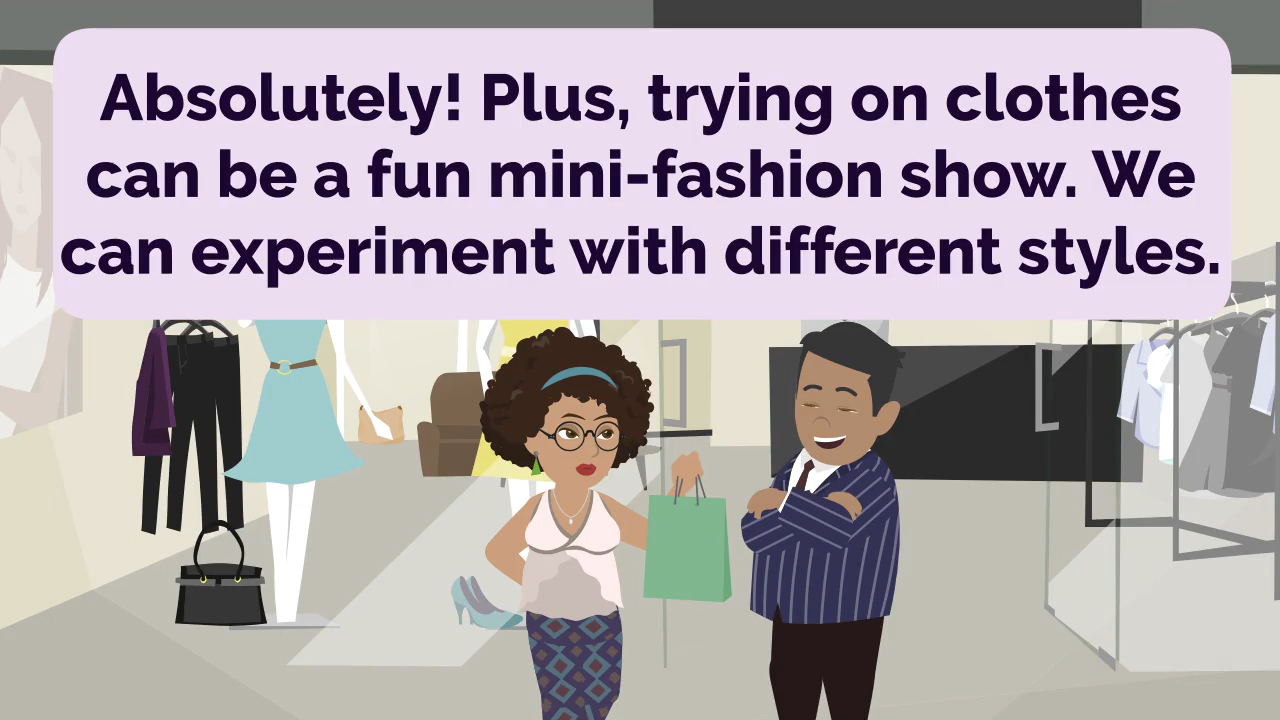 Absolutely! Plus, trying on clothes
can be a fun mini-fashion show. We
can experiment with different styles.